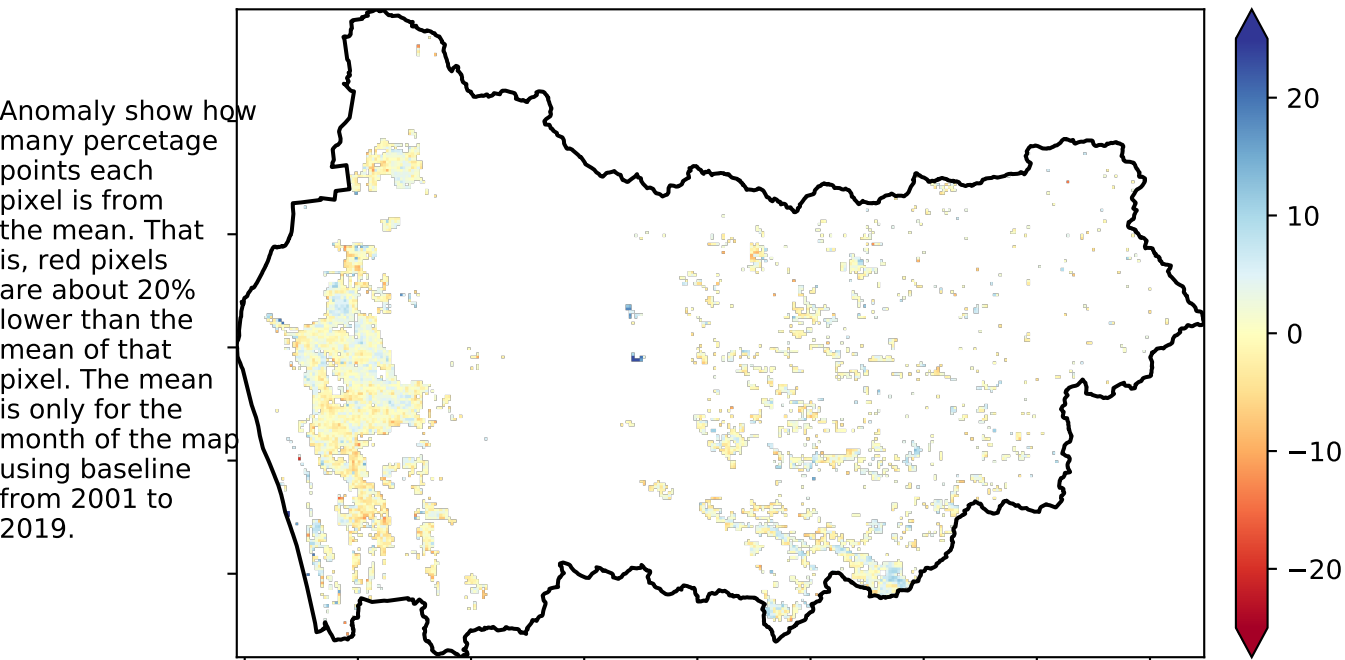 Anomaly show how
many percetage
points each
pixel is from
the mean. That
is, red pixels
are about 20%
lower than the
mean of that
pixel. The mean
is only for the
month of the map
using baseline
from 2001 to
2019.
20
10
0
−10
−20